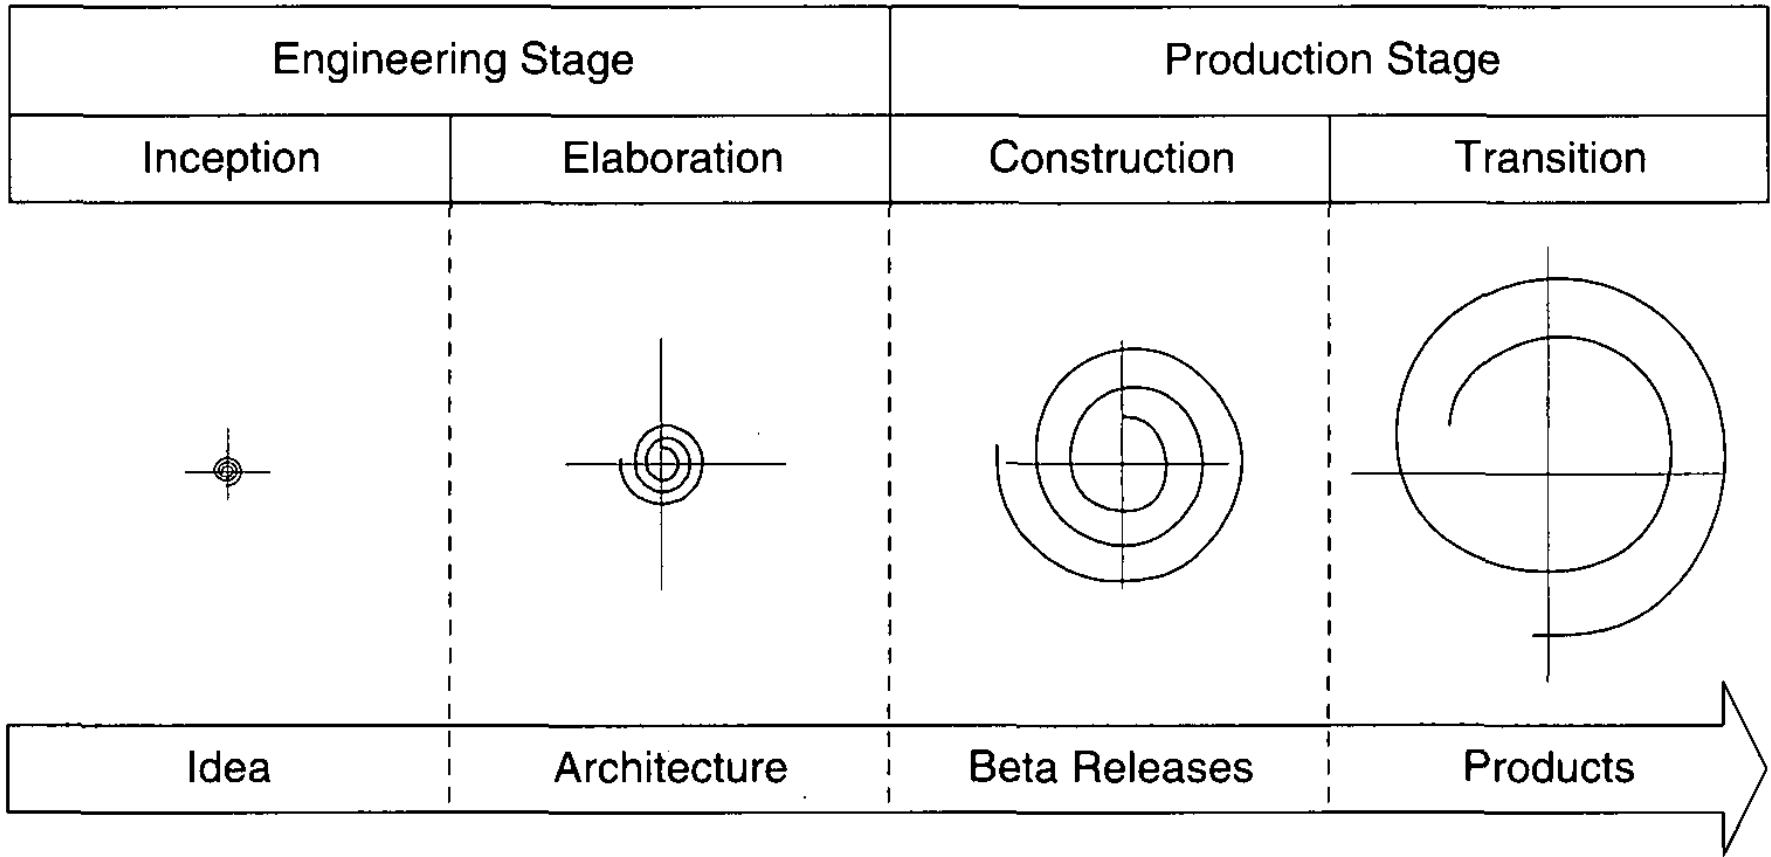 Engineering Stage Production Stage
Inception Elaboration Construction Transition
Idea Architecture Beta Releases Products